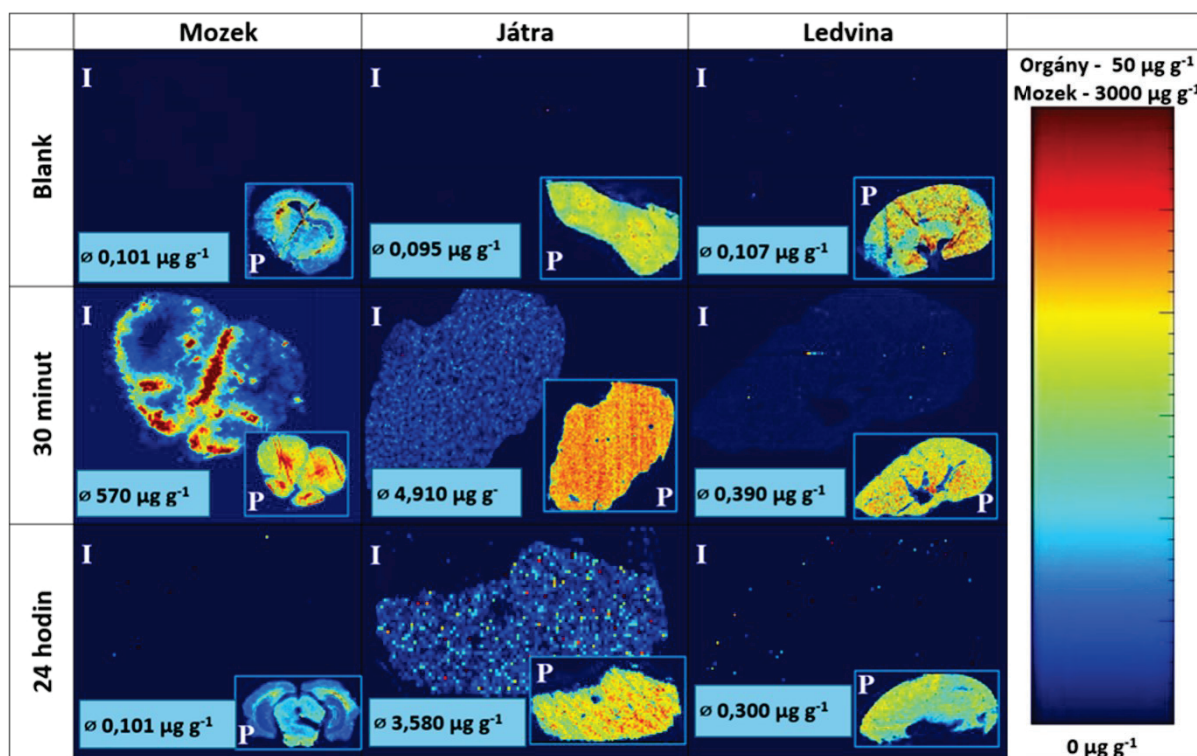 Mozek Játra Ledvina
Orgány - 50 µg g⁻¹
Mozek - 3000 µg g⁻¹
Blank
I I I
P P P
ø 0,101 µg g⁻¹ ø 0,095 µg g⁻¹ ø 0,107 µg g⁻¹
30 minut
I I I
P P P
ø 570 µg g⁻¹ ø 4,910 µg g⁻ ø 0,390 µg g⁻¹
24 hodin
I I I
P P P
ø 0,101 µg g⁻¹ ø 3,580 µg g⁻¹ ø 0,300 µg g⁻¹
0 µg g⁻¹